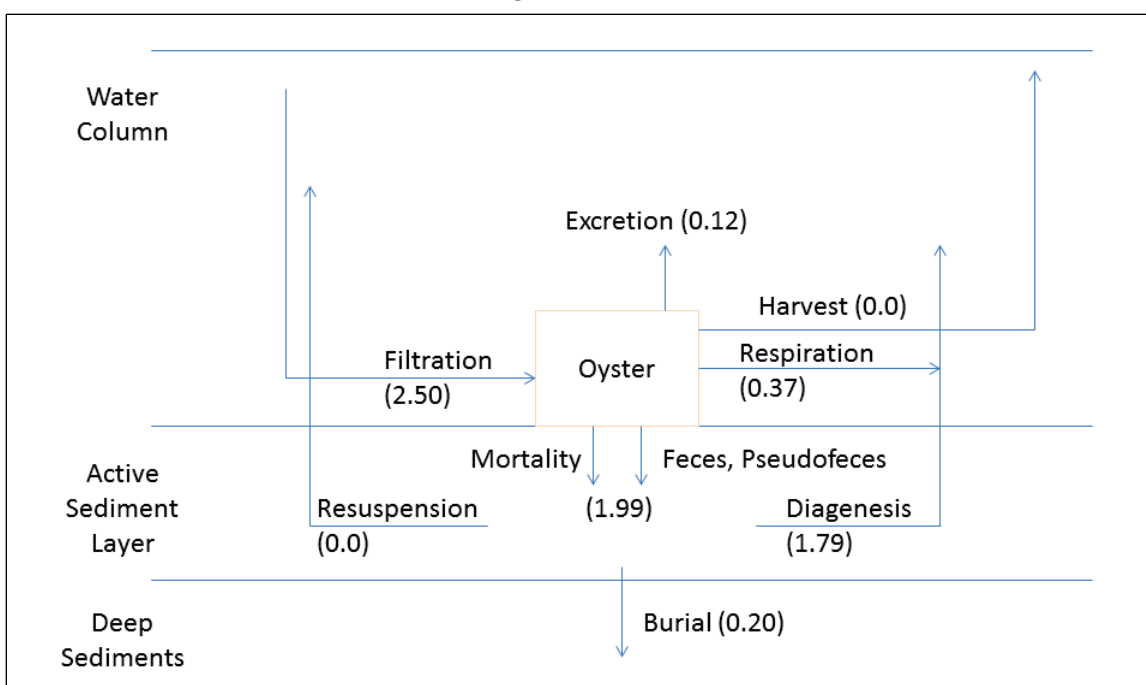 Water
Column
Excretion (0.12)
Harvest (0.0)
Filtration
(2.50)
Oyster
Respiration
(0.37)
Mortality
Feces, Pseudofeces
Active
Sediment
Layer
Resuspension
(0.0)
(1.99)
Diagenesis
(1.79)
Deep
Sediments
Burial (0.20)